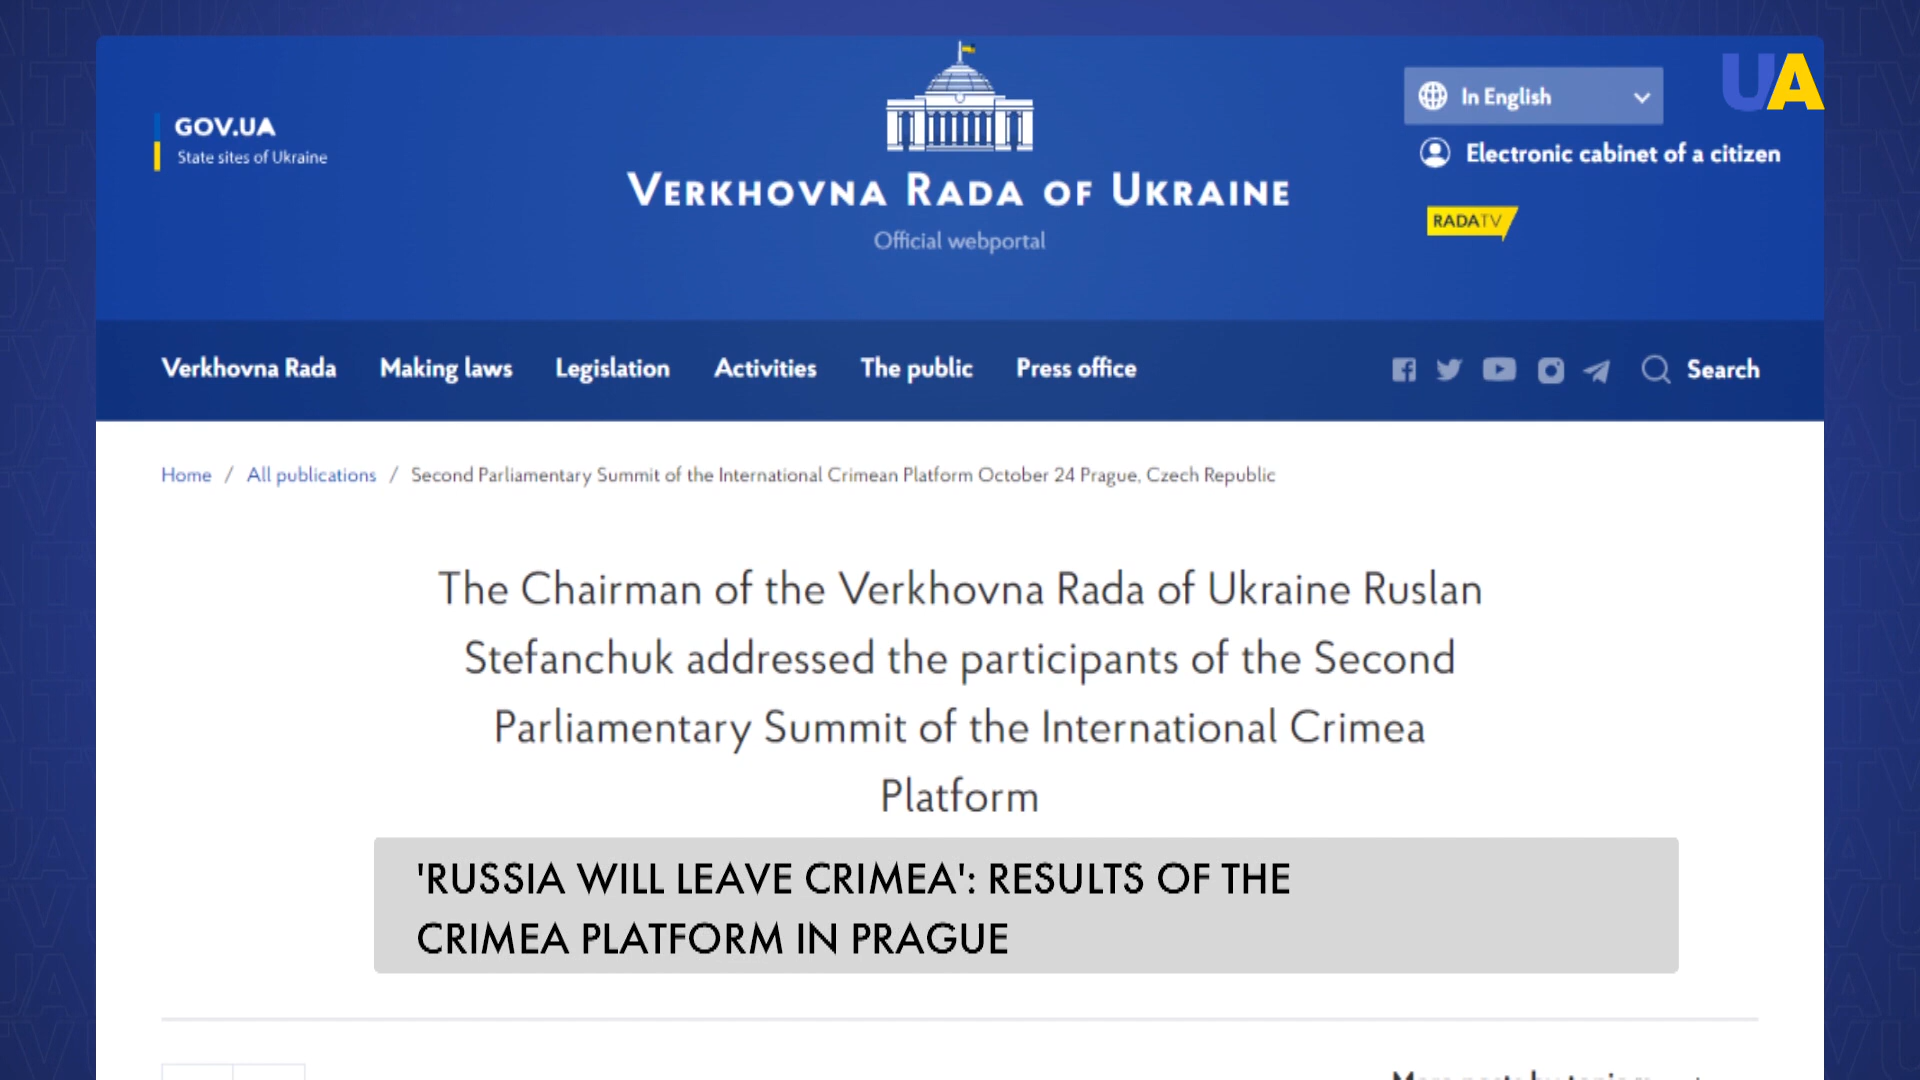 UA
In English
GOV.UA
State sites of Ukraine
Electronic cabinet of a citizen
VERKHOVNA RADA OF UKRAINE
RADATV
Official webportal
Verkhovna Rada Making laws Legislation Activities The public Press office Search
Home / All publications / Second Parliamentary Summit of the International Crimean Platform October 24 Prague, Czech Republic
The Chairman of the Verkhovna Rada of Ukraine Ruslan
Stefanchuk addressed the participants of the Second
Parliamentary Summit of the International Crimea
Platform
'RUSSIA WILL LEAVE CRIMEA': RESULTS OF THE
CRIMEA PLATFORM IN PRAGUE